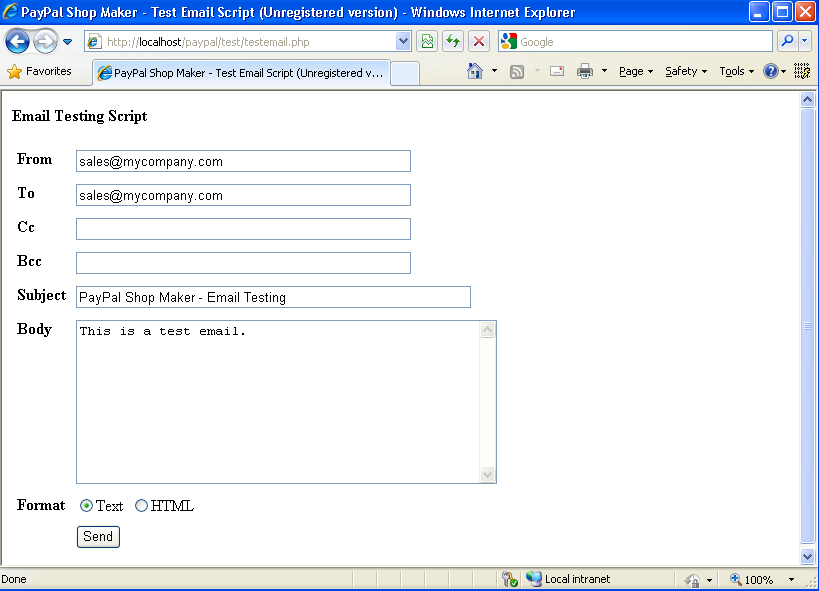 PayPal Shop Maker - Test Email Script (Unregistered version) - Windows Internet Explorer
http://localhost/paypal/test/testemail.php
Google
Favorites
PayPal Shop Maker - Test Email Script (Unregistered v...
Page
Safety
Tools
Email Testing Script
From sales@mycompany.com
To sales@mycompany.com
Cc
Bcc
Subject PayPal Shop Maker - Email Testing
Body This is a test email.
Format Text HTML
Send
Done Local intranet 100%